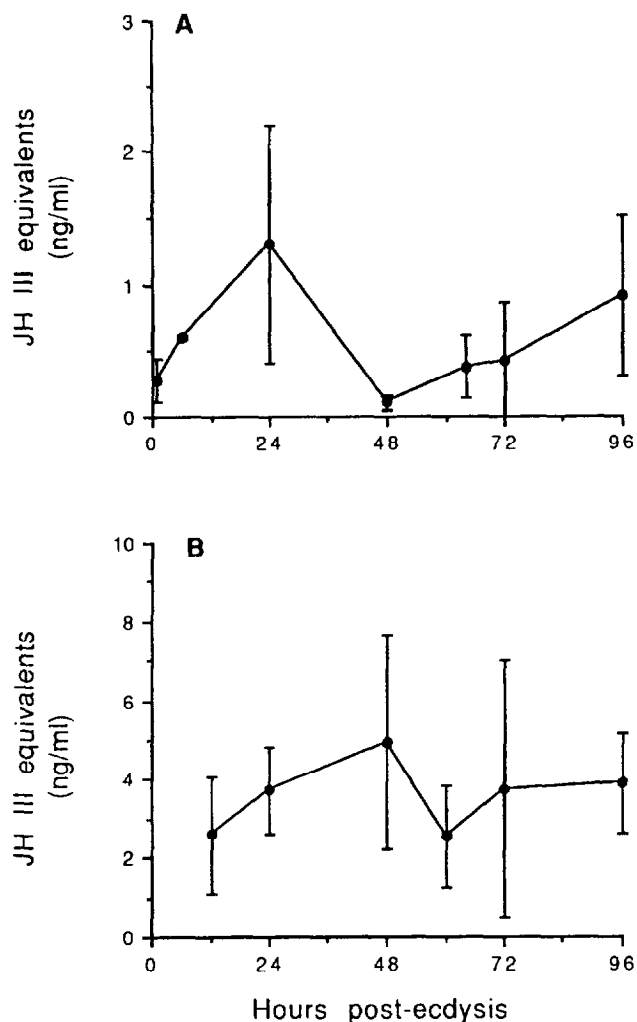 A
3
2
1
0
JH III equivalents
(ng/ml)
0 24 48 72 96
B
10
8
6
4
2
0
JH III equivalents
(ng/ml)
0 24 48 72 96
Hours post-ecdysis